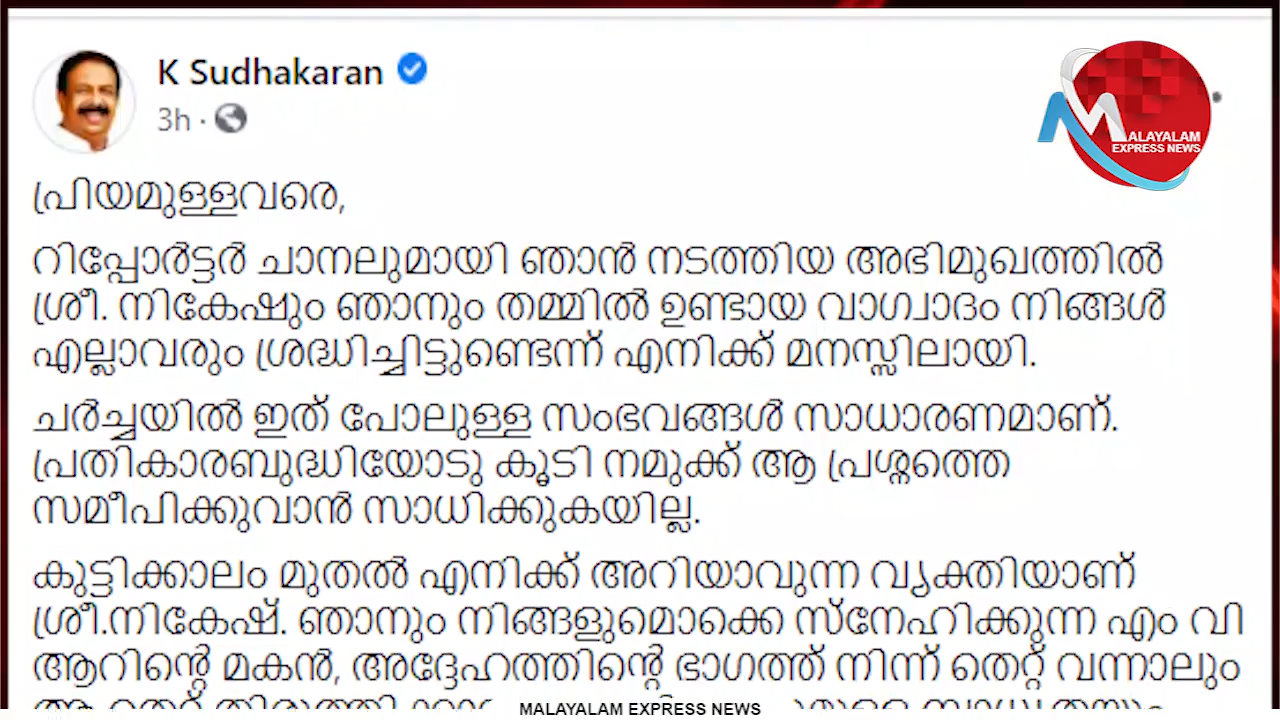 K Sudhakaran
3h ·
MALAYALAM
EXPRESS NEWS
പ്രിയമുള്ളവരെ,
റിപ്പോർട്ടർ ചാനലുമായി ഞാൻ നടത്തിയ അഭിമുഖത്തിൽ
ശ്രീ. നികേഷും ഞാനും തമ്മിൽ ഉണ്ടായ വാഗ്വാദം നിങ്ങൾ
എല്ലാവരും ശ്രദ്ധിച്ചിട്ടുണ്ടെന്ന് എനിക്ക് മനസ്സിലായി.
ചർച്ചയിൽ ഇത് പോലുള്ള സംഭവങ്ങൾ സാധാരണമാണ്.
പ്രതികാരബുദ്ധിയോടു കൂടി നമുക്ക് ആ പ്രശ്നത്തെ
സമീപിക്കുവാൻ സാധിക്കുകയില്ല.
കുട്ടിക്കാലം മുതൽ എനിക്ക് അറിയാവുന്ന വ്യക്തിയാണ്
ശ്രീ.നികേഷ്. ഞാനും നിങ്ങളുമൊക്കെ സ്നേഹിക്കുന്ന എം വി
ആറിന്റെ മകൻ, അദ്ദേഹത്തിന്റെ ഭാഗത്ത് നിന്ന് തെറ്റ് വന്നാലും
ആ തെറ്റ്
MALAYALAM EXPRESS NEWS